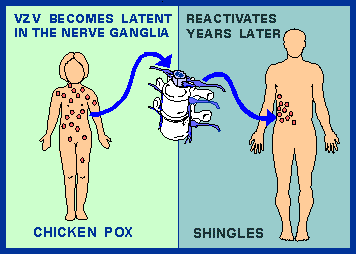 VZV BECOMES LATENT
IN THE NERVE GANGLIA
REACTIVATES
YEARS LATER
CHICKEN POX
SHINGLES